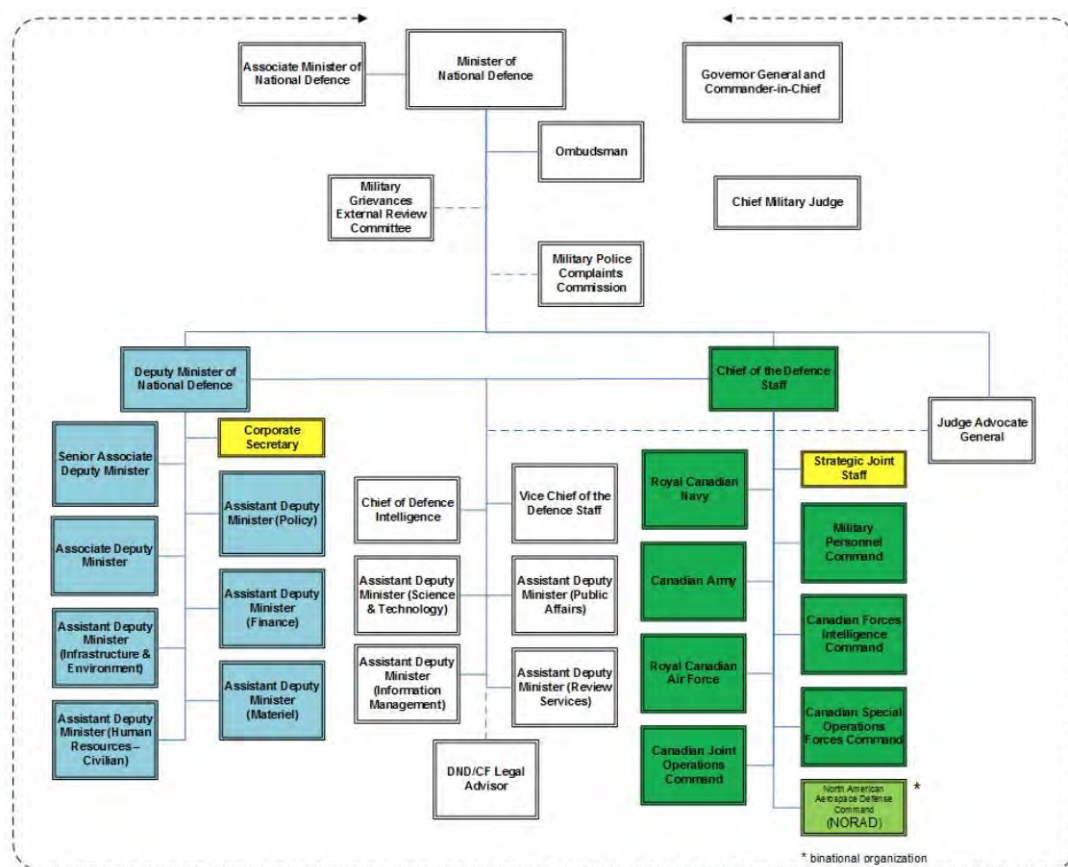 Associate Minister of
National Defence
Minister of
National Defence
Governor General and
Commander-in-Chief
Ombudsman
Military
Grievances
External Review
Committee
Chief Military Judge
Military Police
Complaints
Commission
Deputy Minister of
National Defence
Chief of the Defence
Staff
Judge Advocate
General
Corporate
Secretary
Senior Associate
Deputy Minister
Assistant Deputy
Minister (Policy)
Associate Deputy
Minister
Assistant Deputy
Minister
(Finance)
Assistant Deputy
Minister
(Infrastructure &
Environment)
Assistant Deputy
Minister
(Materiel)
Assistant Deputy
Minister (Human
Resources –
Civilian)
Chief of Defence
Intelligence
Vice Chief of the
Defence Staff
Assistant Deputy
Minister (Science
& Technology)
Assistant Deputy
Minister (Public
Affairs)
Assistant Deputy
Minister
(Information
Management)
Assistant Deputy
Minister (Review
Services)
DND/CF Legal
Advisor
Royal Canadian
Navy
Strategic Joint
Staff
Military
Personnel
Command
Canadian Army
Canadian Forces
Intelligence
Command
Royal Canadian
Air Force
Canadian Special
Operations
Forces Command
Canadian Joint
Operations
Command
North American
Aerospace Defense
Command
(NORAD)
*
* binational organization